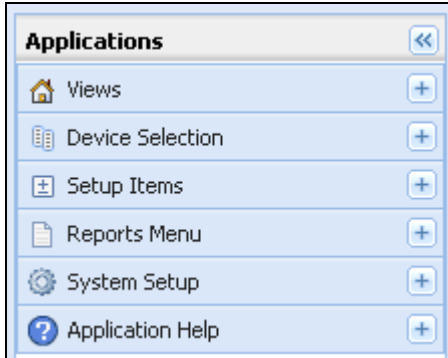 Applications
Views
Device Selection
Setup Items
Reports Menu
System Setup
Application Help